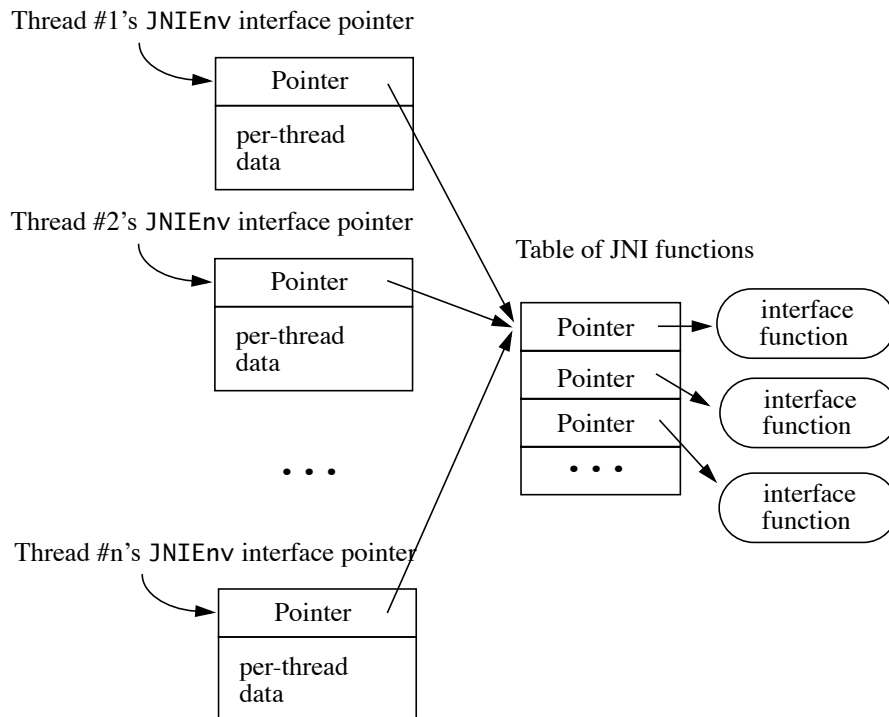 Thread #1’s JNIEnv interface pointer
Pointer
per-thread
data
Thread #2’s JNIEnv interface pointer
Pointer
per-thread
data
. . .
Thread #n’s JNIEnv interface pointer
Pointer
per-thread
data
Table of JNI functions
Pointer
Pointer
Pointer
. . .
interface
function
interface
function
interface
function